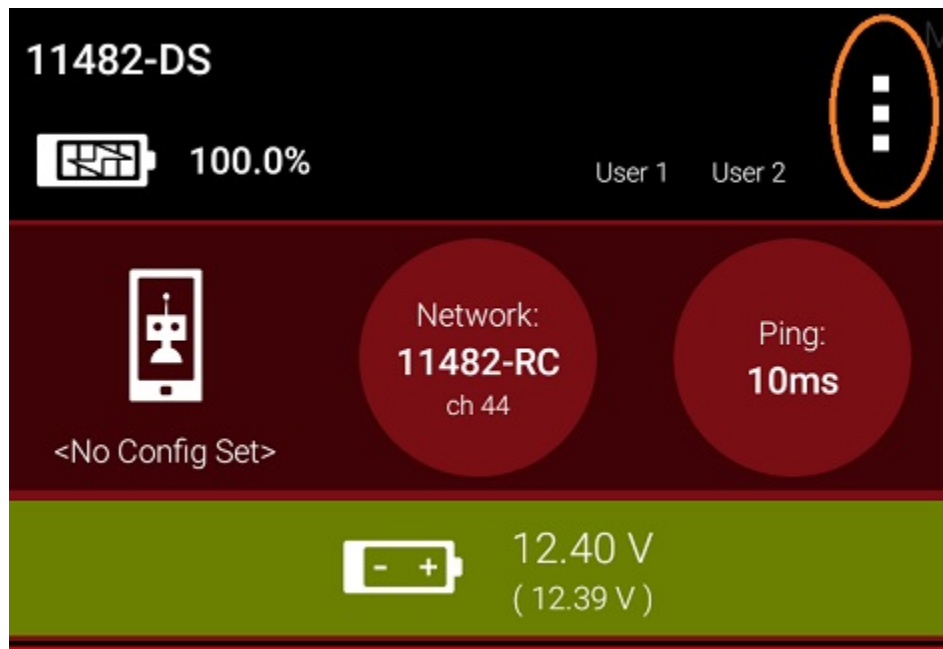 11482-DS
100.0%
User 1 User 2
Network:
11482-RC
ch 44
Ping:
10ms
<No Config Set>
- +
12.40 V
( 12.39 V )